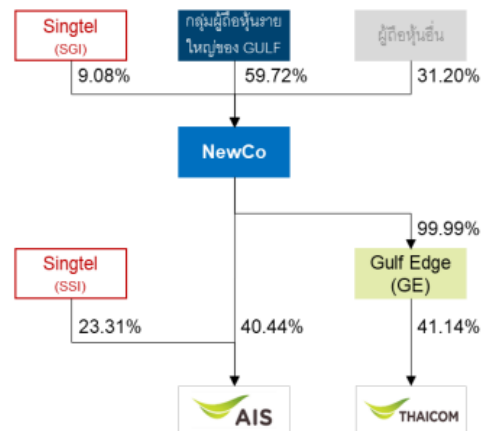 Singtel
(SGI)
กลุ่มผู้ถือหุ้นราย
ใหญ่ของ GULF
ผู้ถือหุ้นอื่น
9.08%
59.72%
31.20%
NewCo
99.99%
Singtel
(SSI)
Gulf Edge
(GE)
23.31%
40.44%
41.14%
AIS
THAICOM